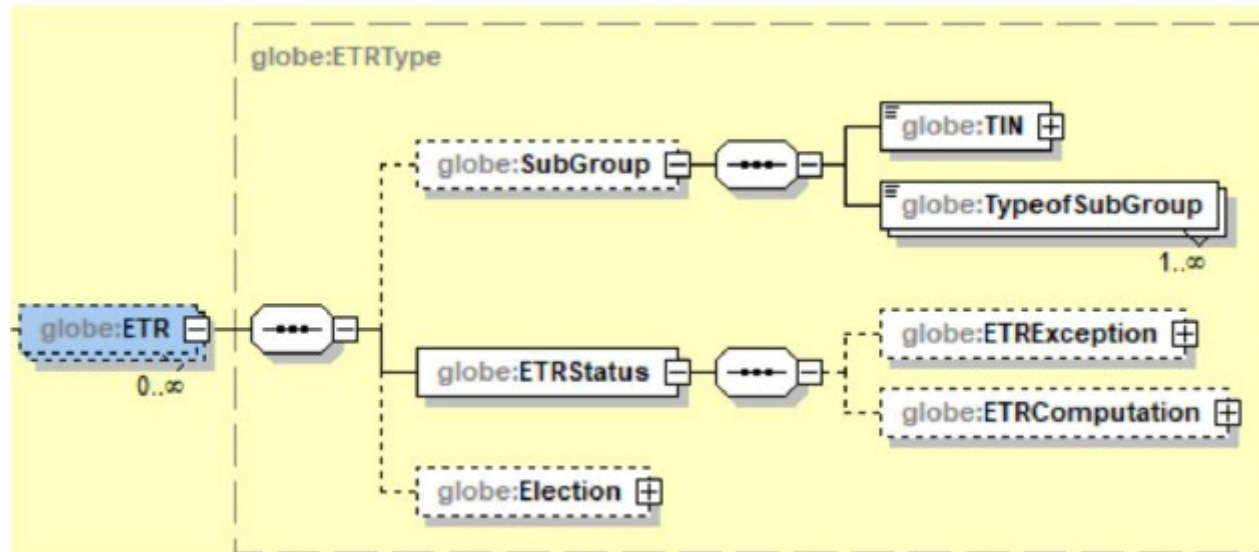 globe:ETRType
globe:TIN
globe:SubGroup
globe:TypeofSubGroup
1..∞
globe:ETR
0..∞
globe:ETRException
globe:ETRStatus
globe:ETRComputation
globe:Election